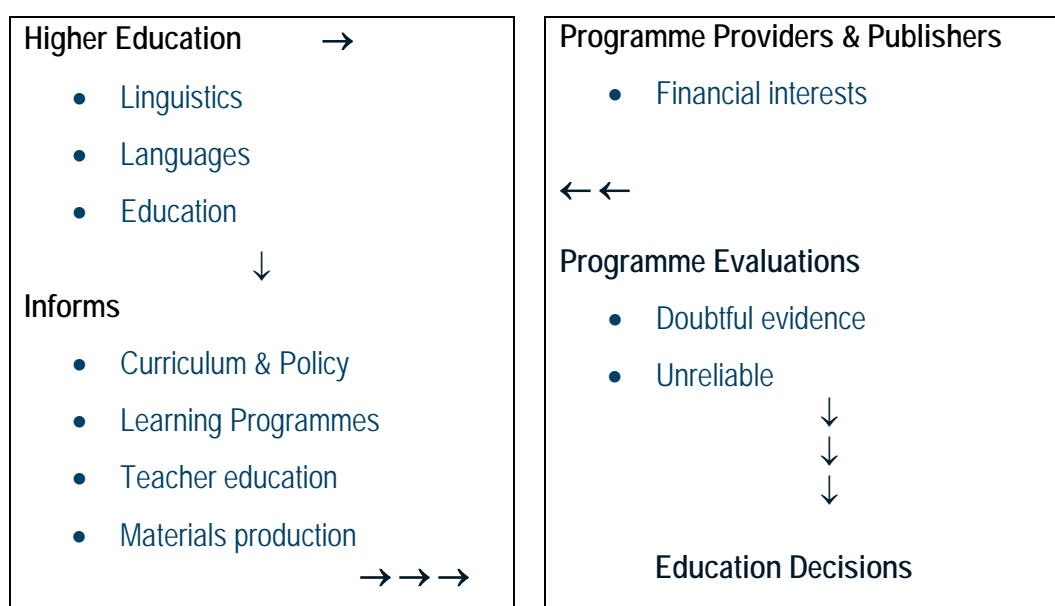 Higher Education →
• Linguistics
• Languages
• Education
↓
Informs
• Curriculum & Policy
• Learning Programmes
• Teacher education
• Materials production
→ → →
Programme Providers & Publishers
• Financial interests
← ←
Programme Evaluations
• Doubtful evidence
• Unreliable
↓
↓
↓
Education Decisions